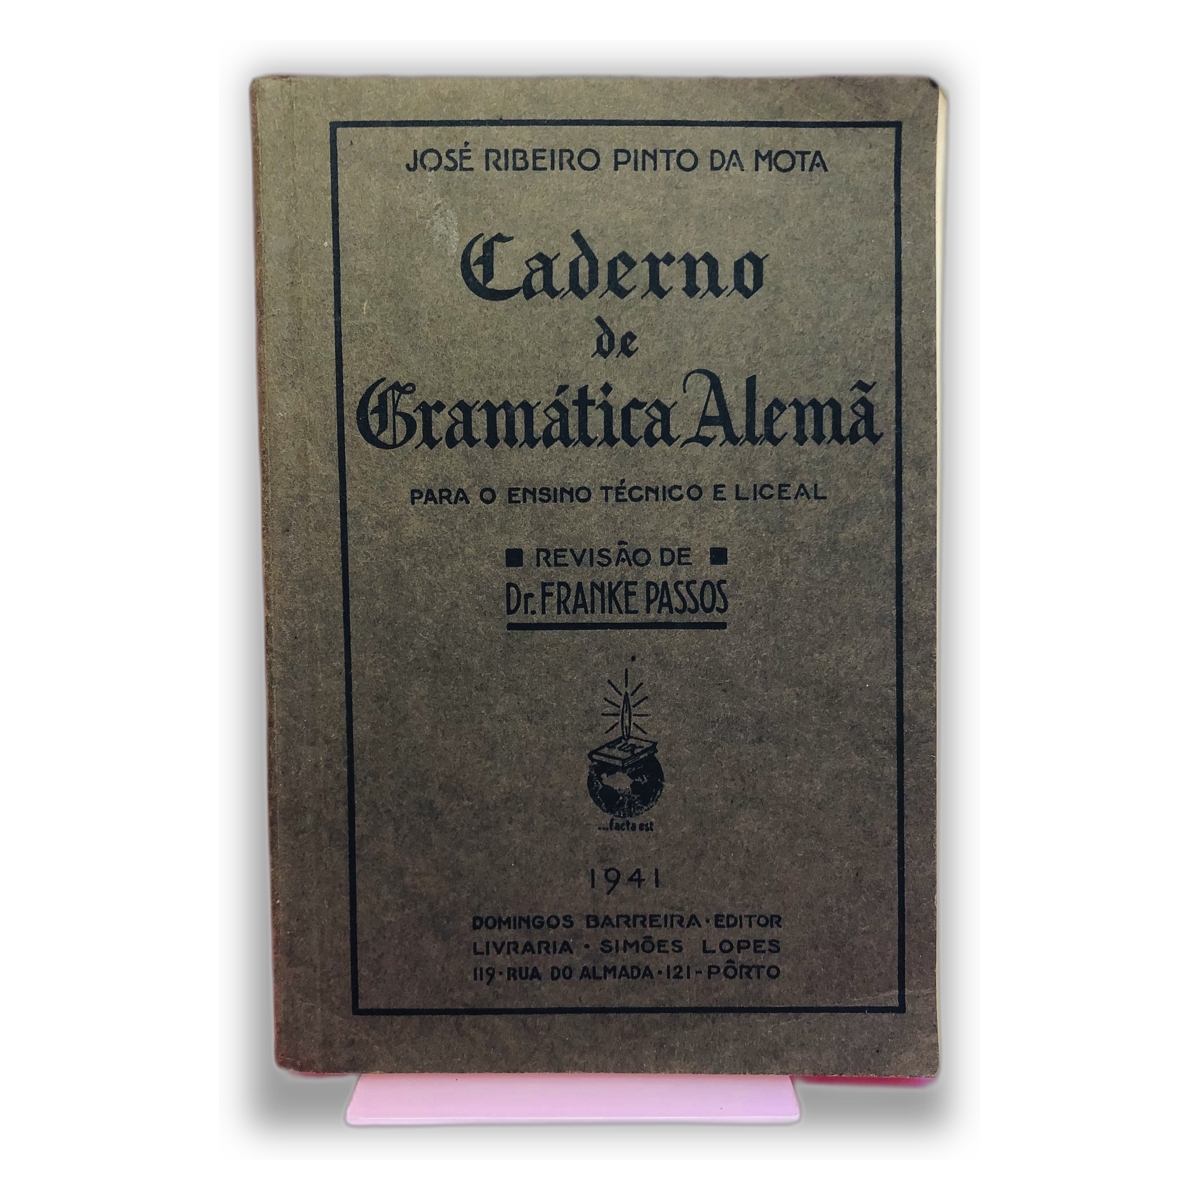 JOSÉ RIBEIRO PINTO DA MOTA
Caderno
de
Gramática Alemã
PARA O ENSINO TÉCNICO E LICEAL
REVISÃO DE
Dr. FRANKE PASSOS
...facta est
1941
DOMINGOS BARREIRA · EDITOR
LIVRARIA · SIMÕES LOPES
119 · RUA DO ALMADA · 121 - PÔRTO